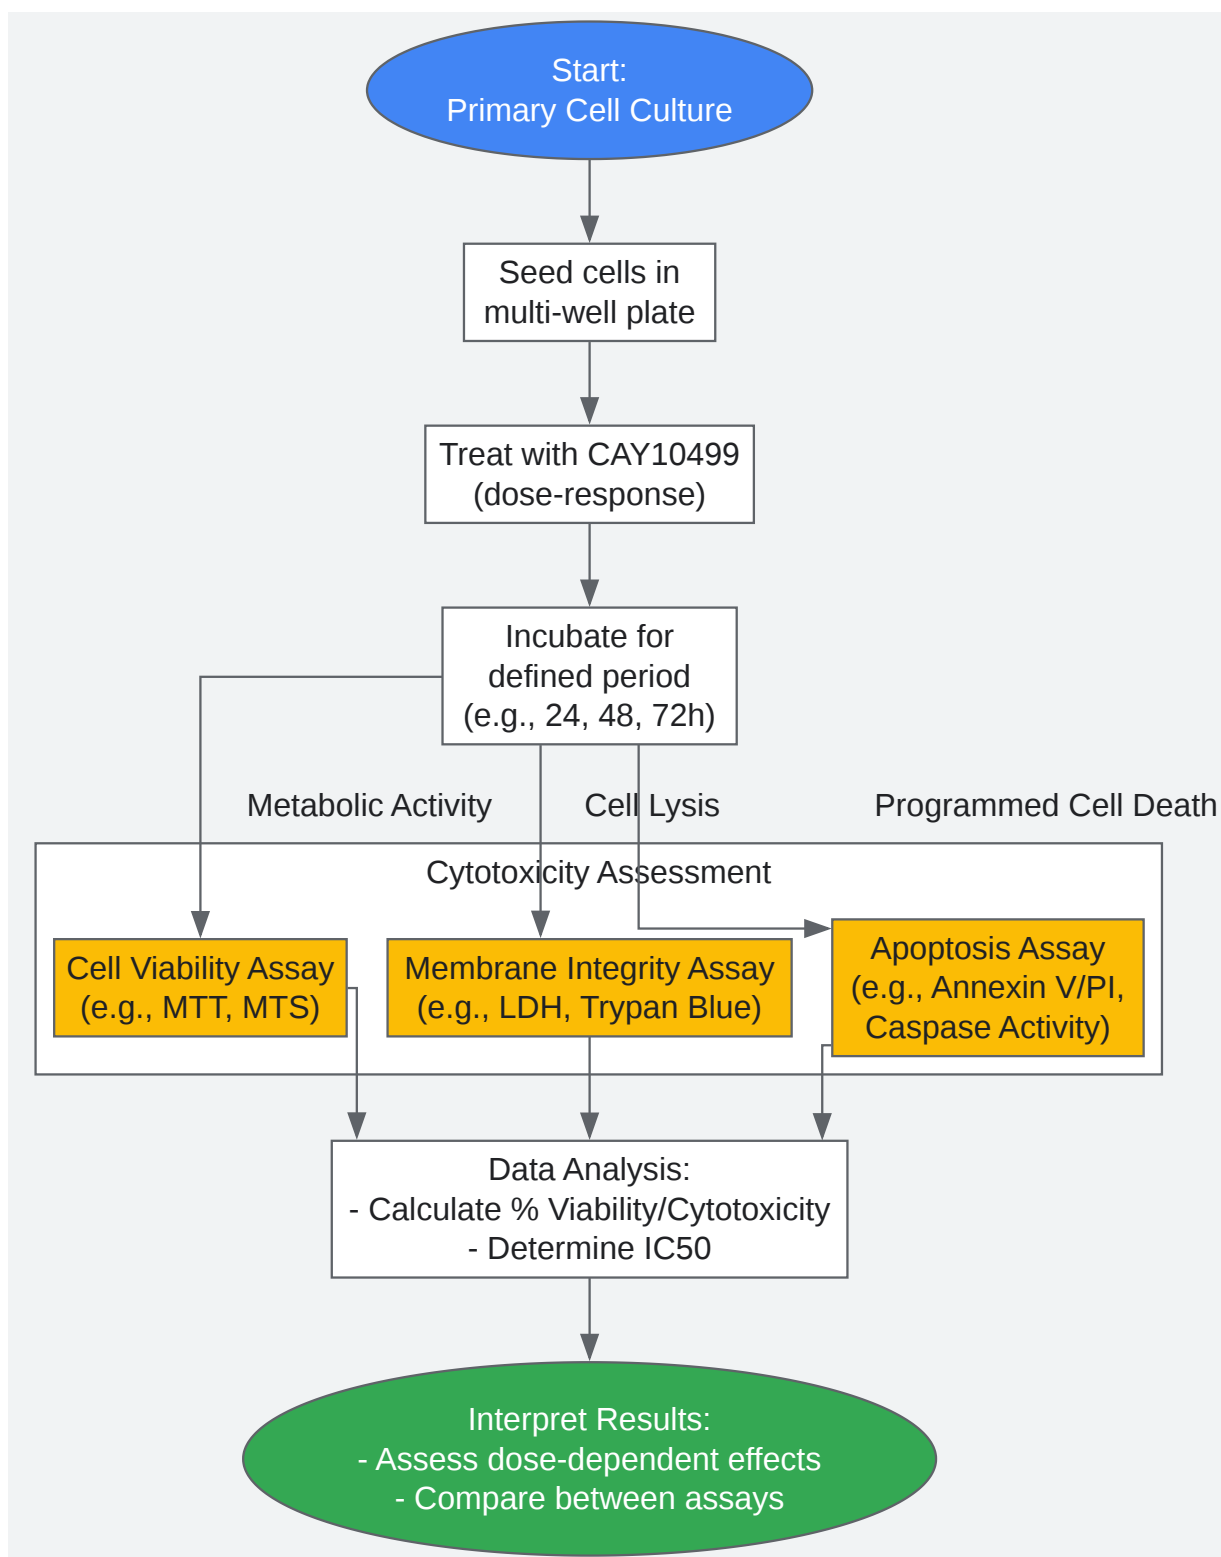 Start:
Primary Cell Culture
Seed cells in
multi-well plate
Treat with CAY10499
(dose-response)
Incubate for
defined period
(e.g., 24, 48, 72h)
Metabolic Activity
Cell Lysis
Programmed Cell Death
Cytotoxicity Assessment
Cell Viability Assay
(e.g., MTT, MTS)
Membrane Integrity Assay
(e.g., LDH, Trypan Blue)
Apoptosis Assay
(e.g., Annexin V/PI,
Caspase Activity)
Data Analysis:
- Calculate % Viability/Cytotoxicity
- Determine IC50
Interpret Results:
- Assess dose-dependent effects
- Compare between assays